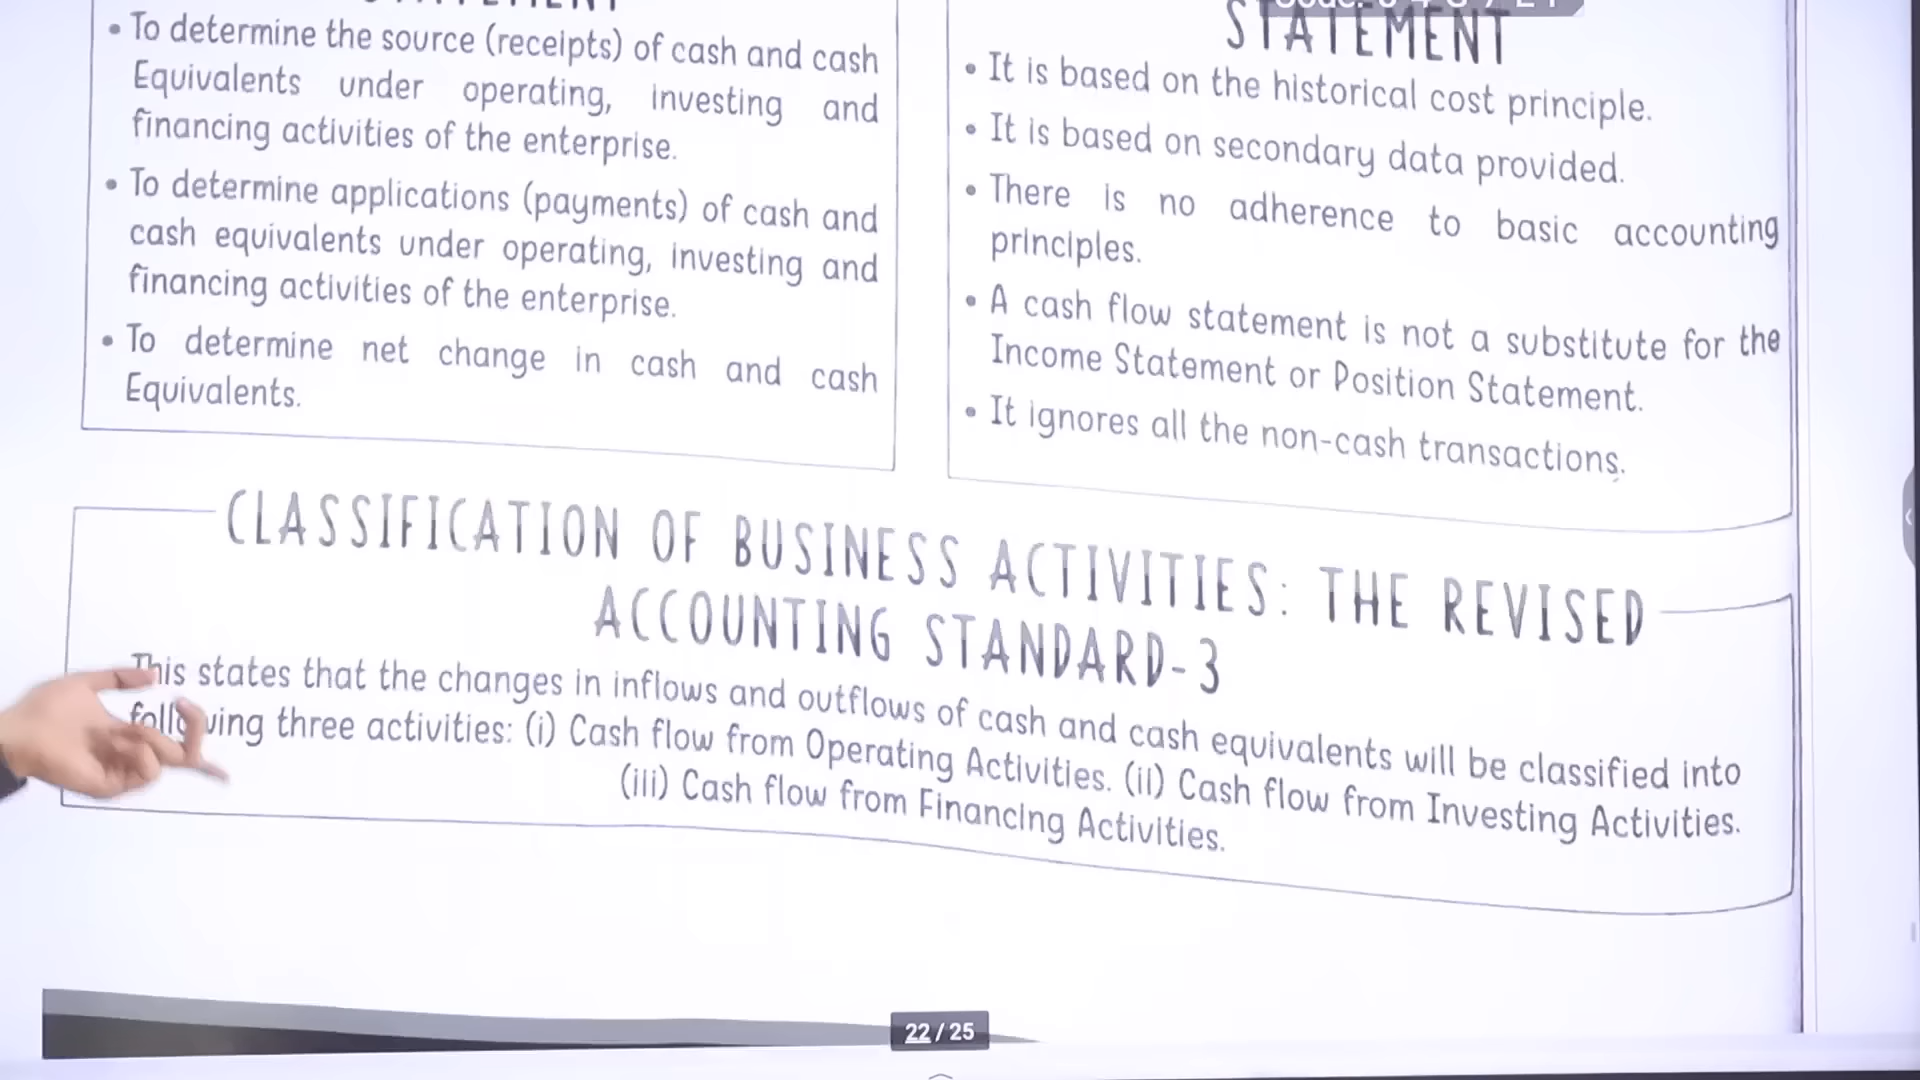 • To determine the source (receipts) of cash and cash
Equivalents under operating, investing and
financing activities of the enterprise.
• To determine applications (payments) of cash and
cash equivalents under operating, investing and
financing activities of the enterprise.
• To determine net change in cash and cash
Equivalents.
STATEMENT
• It is based on the historical cost principle.
• It is based on secondary data provided.
• There is no adherence to basic accounting
principles.
• A cash flow statement is not a substitute for the
Income Statement or Position Statement.
• It ignores all the non-cash transactions.
CLASSIFICATION OF BUSINESS ACTIVITIES: THE REVISED
ACCOUNTING STANDARD-3
This states that the changes in inflows and outflows of cash and cash equivalents will be classified into
following three activities: (i) Cash flow from Operating Activities. (ii) Cash flow from Investing Activities.
(iii) Cash flow from Financing Activities.
22 / 25